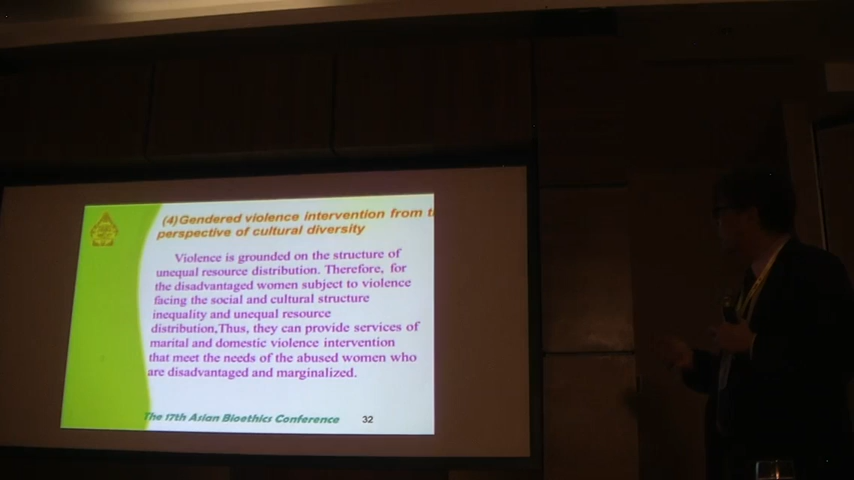 (4)Gendered violence intervention from
perspective of cultural diversity
Violence is grounded on the structure of
unequal resource distribution. Therefore, for
the disadvantaged women subject to violence
facing the social and cultural structure
inequality and unequal resource
distribution,Thus, they can provide services of
marital and domestic violence intervention
that meet the needs of the abused women who
are disadvantaged and marginalized.
The 17th Asian Bioethics Conference 32